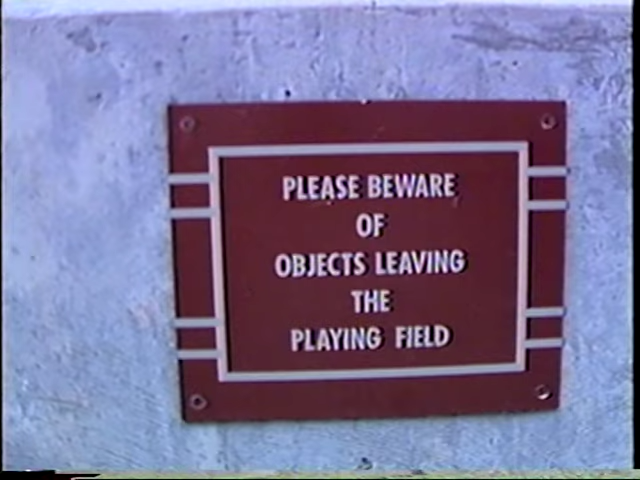 PLEASE BEWARE
OF
OBJECTS LEAVING
THE
PLAYING FIELD